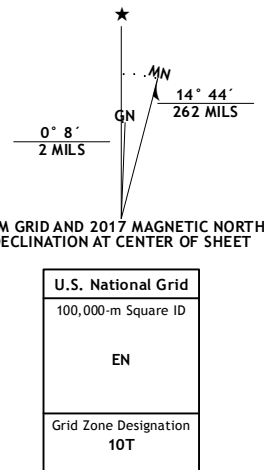 ★
MN
GN
14° 44´
262 MILS
0° 8´
2 MILS
M GRID AND 2017 MAGNETIC NORTH
DECLINATION AT CENTER OF SHEET
U.S. National Grid
100,000-m Square ID
EN
Grid Zone Designation
10T